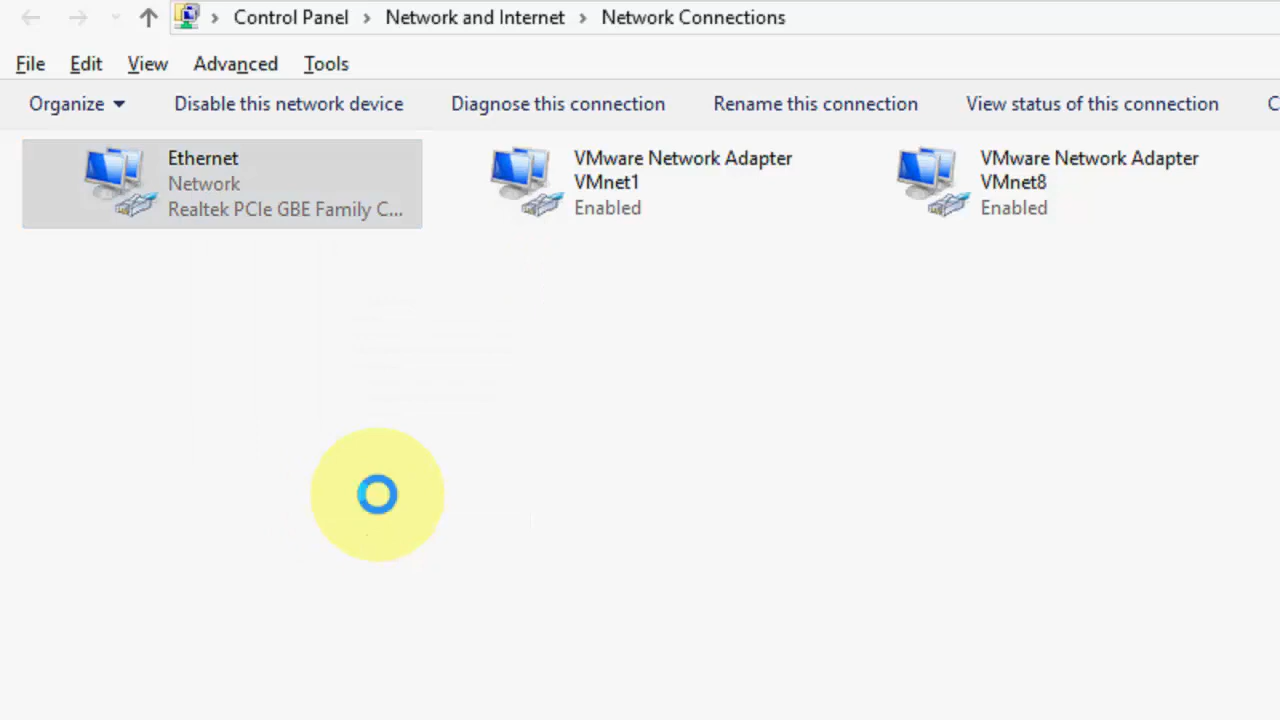 Control Panel > Network and Internet > Network Connections
File Edit View Advanced Tools
Organize Disable this network device Diagnose this connection Rename this connection View status of this connection C
Ethernet
Network
Realtek PCIe GBE Family C...
VMware Network Adapter
VMnet1
Enabled
VMware Network Adapter
VMnet8
Enabled